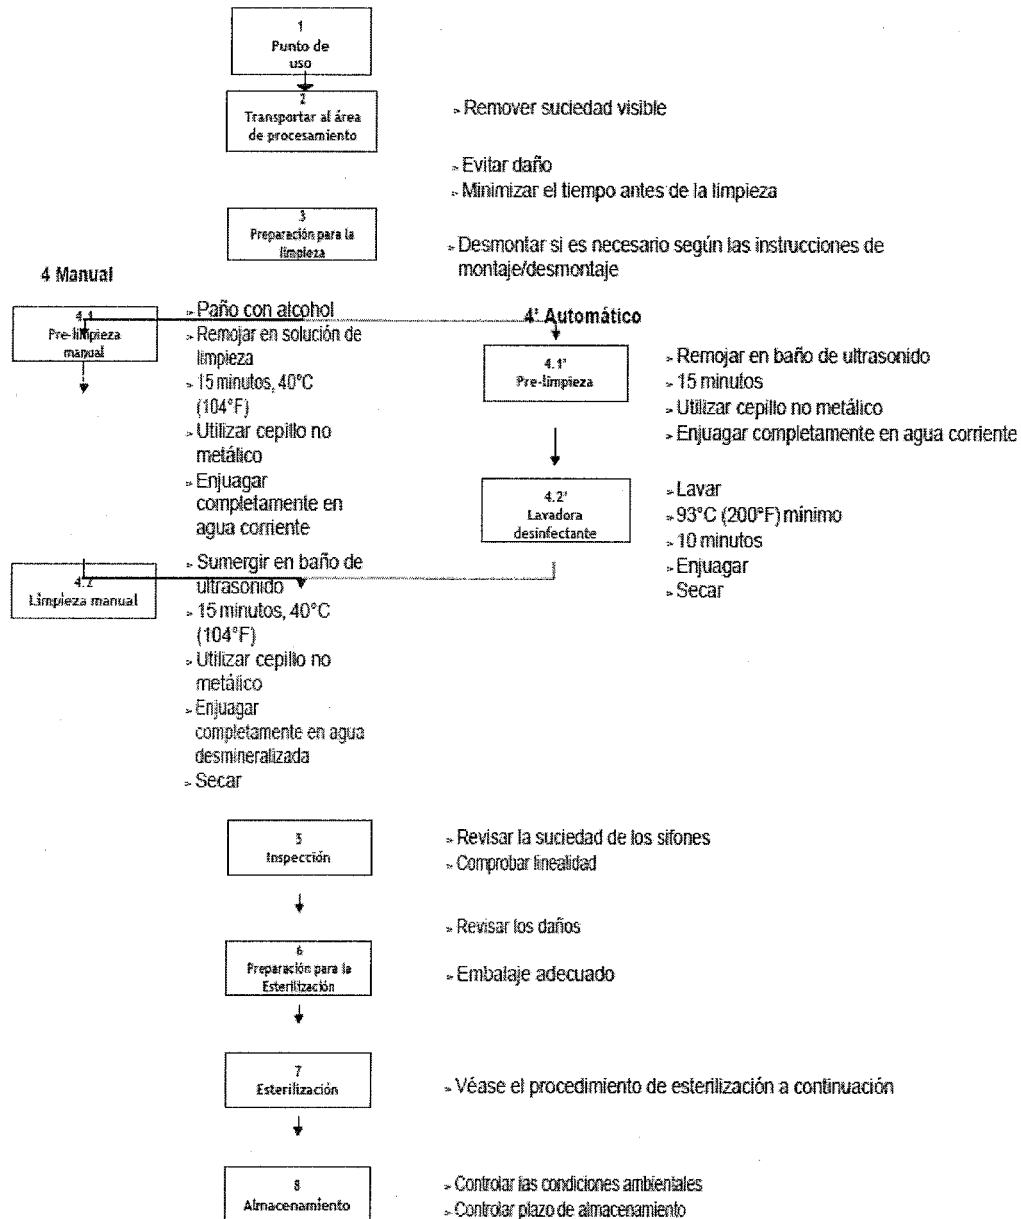 1
Punto de
uso
2
Transportar al área
de procesamiento
» Remover suciedad visible
» Evitar daño
» Minimizar el tiempo antes de la limpieza
3
Preparación para la
limpieza
» Desmontar si es necesario según las instrucciones de
montaje/desmontaje
4 Manual
4.1
Pre-limpieza
manual
» Paño con alcohol
» Remojar en solución de
limpieza
» 15 minutos, 40°C
(104°F)
» Utilizar cepillo no
metálico
» Enjuagar
completamente en
agua corriente
4.2
Limpieza manual
» Sumergir en baño de
ultrasonido
» 15 minutos, 40°C
(104°F)
» Utilizar cepillo no
metálico
» Enjuagar
completamente en agua
desmineralizada
» Secar
4' Automático
4.1'
Pre-limpieza
» Remojar en baño de ultrasonido
» 15 minutos
» Utilizar cepillo no metálico
» Enjuagar completamente en agua corriente
4.2'
Lavadora
desinfectante
» Lavar
» 93°C (200°F) mínimo
» 10 minutos
» Enjuagar
» Secar
5
Inspección
» Revisar la suciedad de los sifones
» Comprobar linealidad
» Revisar los daños
6
Preparación para la
Esterilización
» Embalaje adecuado
7
Esterilización
» Véase el procedimiento de esterilización a continuación
8
Almacenamiento
» Controlar las condiciones ambientales
» Controlar plazo de almacenamiento